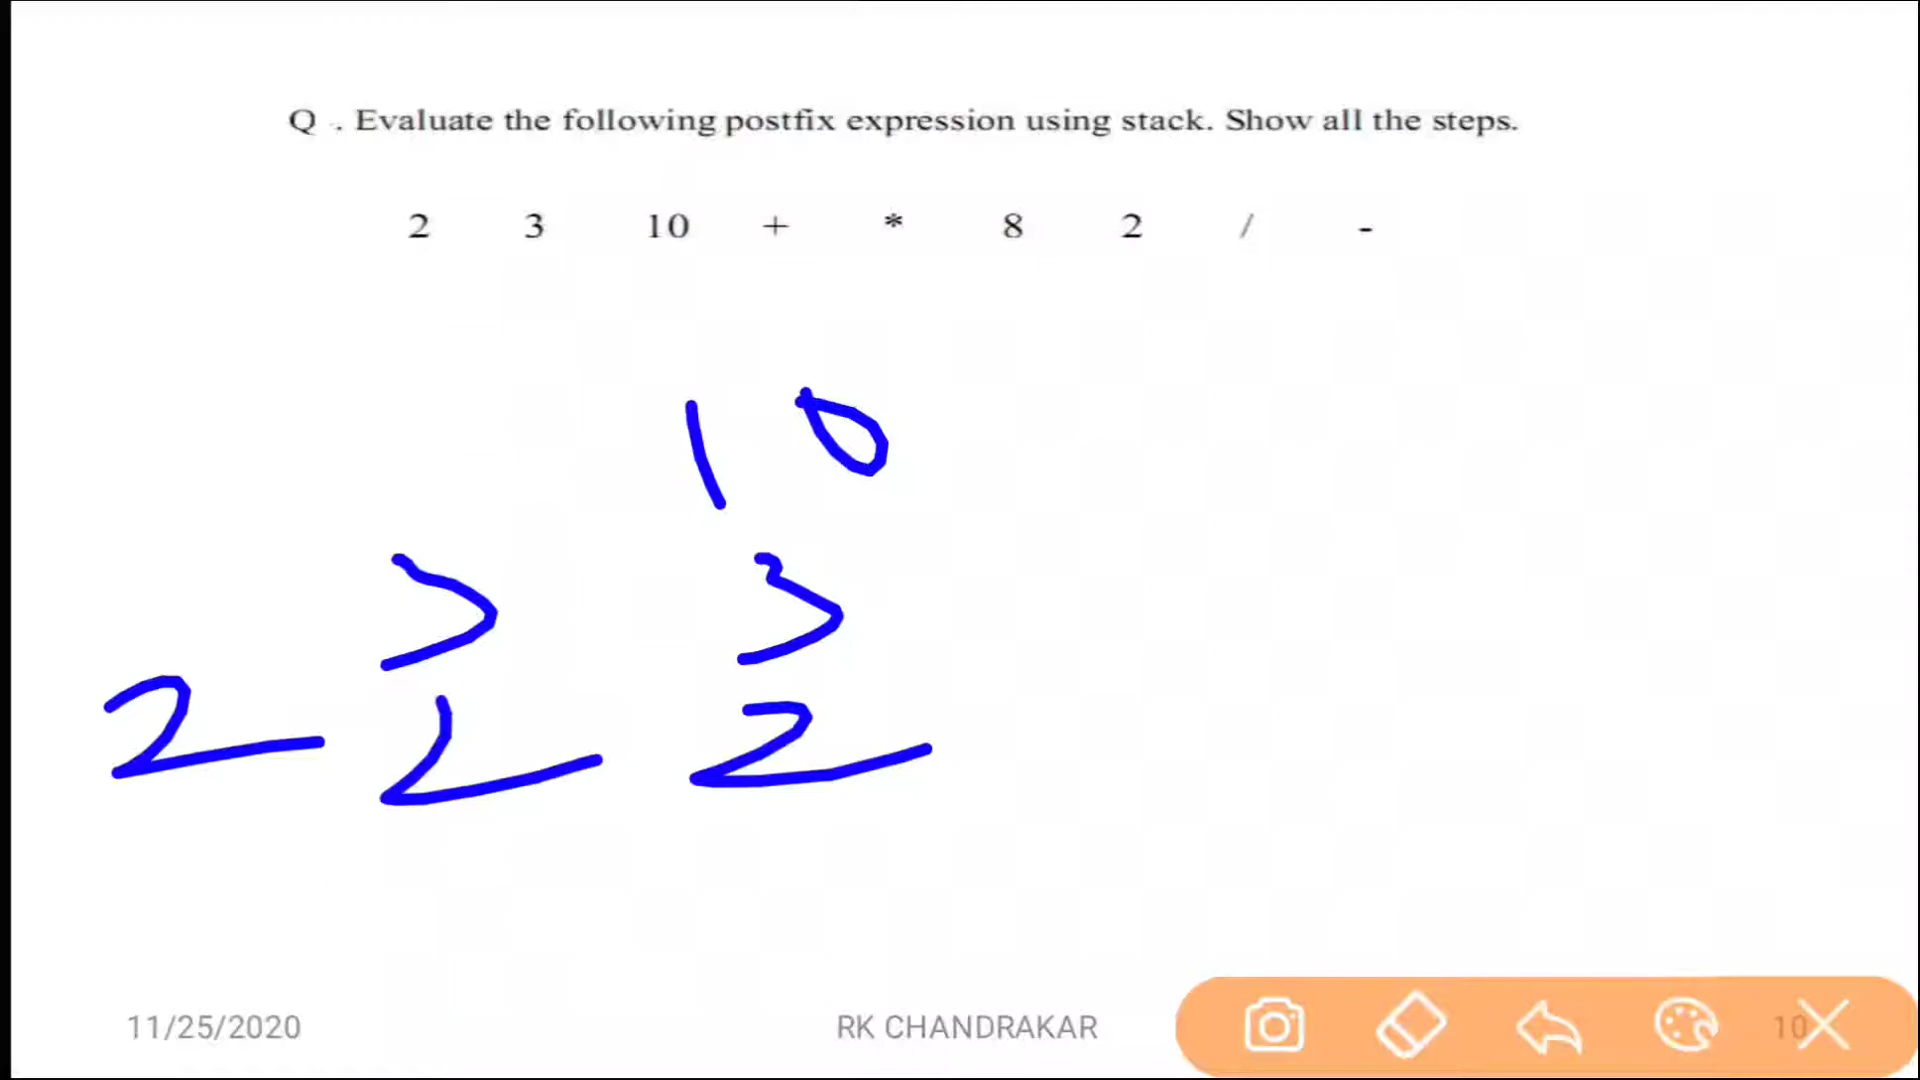 Q . Evaluate the following postfix expression using stack. Show all the steps.
2 3 10 + * 8 2 / -
10
3 3
2 2 2
11/25/2020 RK CHANDRAKAR 10